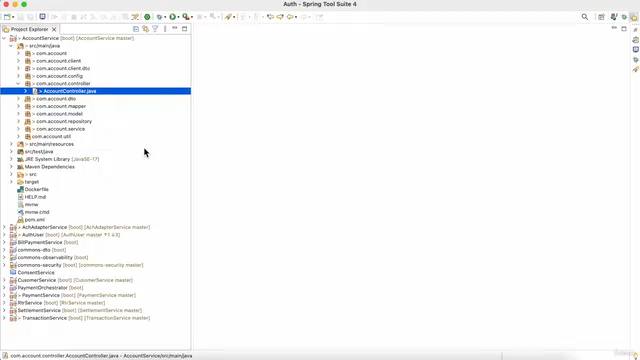 Auth - Spring Tool Suite 4
Project Explorer
> AccountService [boot] [AccountService master]
> src/main/java
> com.account
> com.account.client
> com.account.client.dto
> com.account.config
> com.account.controller
> AccountController.java
> com.account.dto
> com.account.mapper
> com.account.model
> com.account.repository
> com.account.service
com.account.util
> src/main/resources
src/test/java
JRE System Library [JavaSE-17]
Maven Dependencies
> src
target
Dockerfile
HELP.md
mvnw
mvnw.cmd
pom.xml
> AchAdapterService [boot] [AchAdapterService master]
> AuthUser [boot] [AuthUser master ↑1 ↓3]
BillPaymentService [boot]
commons-dto [boot]
commons-observability [boot]
commons-security [boot] [commons-security master]
ConsentService
CustomerService [boot] [CustomerService master]
PaymentOrchestrator [boot]
> PaymentService [boot] [PaymentService master]
RtrService [boot] [RtrService master]
SettlementService [boot] [SettlementService master]
> TransactionService [boot] [TransactionService master]
com.account.controller.AccountController.java - AccountService/src/main/java